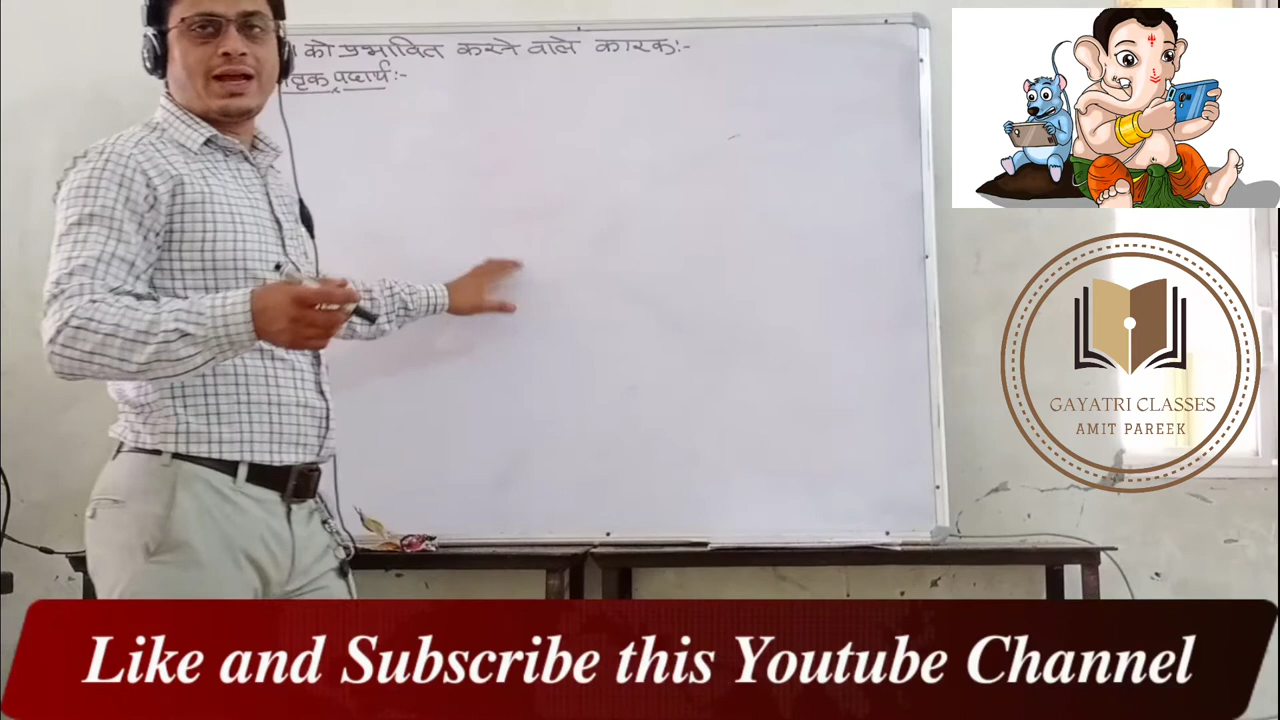 को प्रभावित करने वाले कारक:-
पदार्थ:-
GAYATRI CLASSES
AMIT PAREEK
Like and Subscribe this Youtube Channel